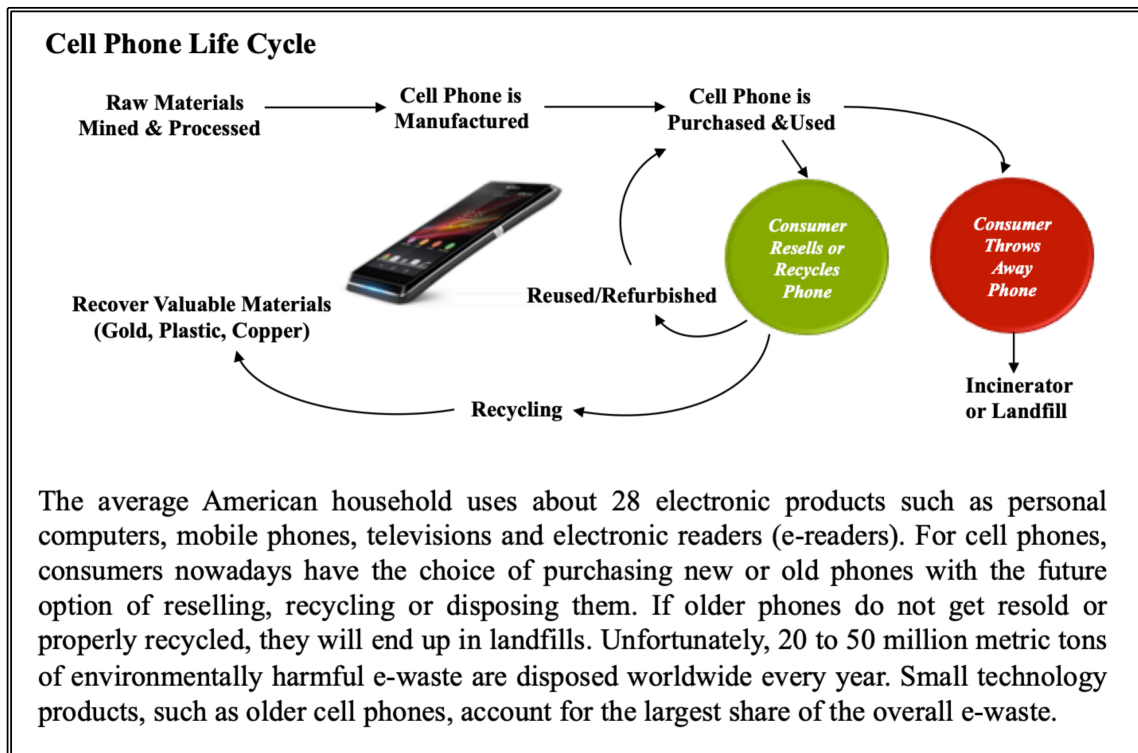 Cell Phone Life Cycle
Raw Materials
Mined & Processed
Cell Phone is
Manufactured
Cell Phone is
Purchased &Used
Consumer
Resells or
Recycles
Phone
Consumer
Throws
Away
Phone
Reused/Refurbished
Recover Valuable Materials
(Gold, Plastic, Copper)
Recycling
Incinerator
or Landfill
The average American household uses about 28 electronic products such as personal
computers, mobile phones, televisions and electronic readers (e-readers). For cell phones,
consumers nowadays have the choice of purchasing new or old phones with the future
option of reselling, recycling or disposing them. If older phones do not get resold or
properly recycled, they will end up in landfills. Unfortunately, 20 to 50 million metric tons
of environmentally harmful e-waste are disposed worldwide every year. Small technology
products, such as older cell phones, account for the largest share of the overall e-waste.